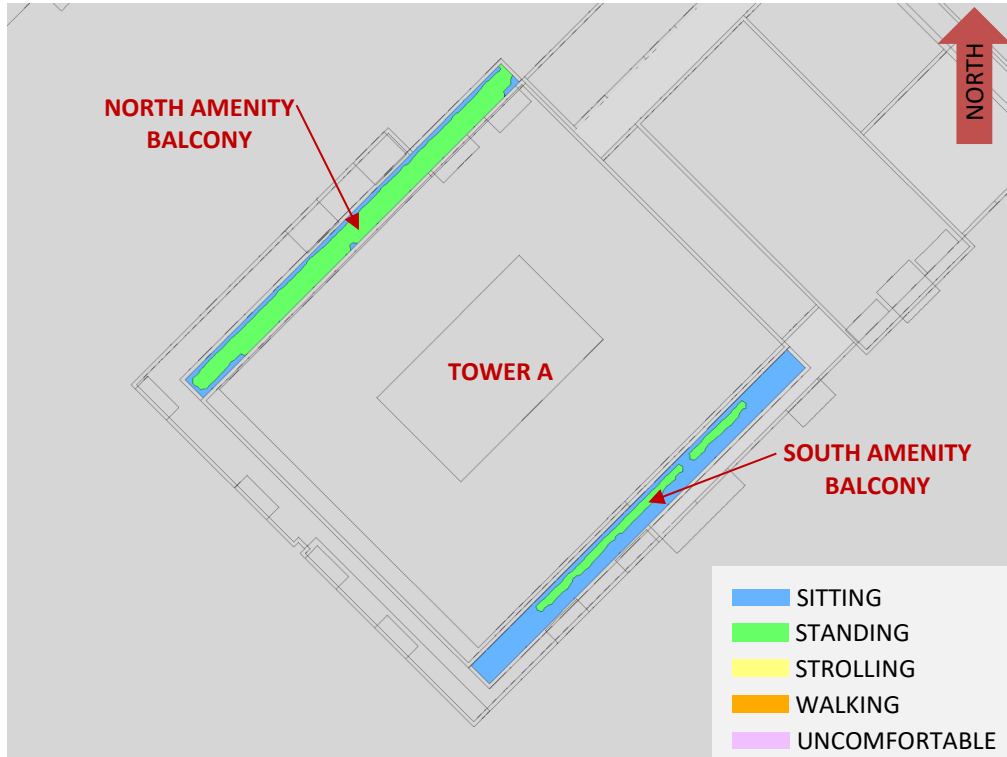 NORTH
NORTH AMENITY
BALCONY
TOWER A
SOUTH AMENITY
BALCONY
SITTING
STANDING
STROLLING
WALKING
UNCOMFORTABLE